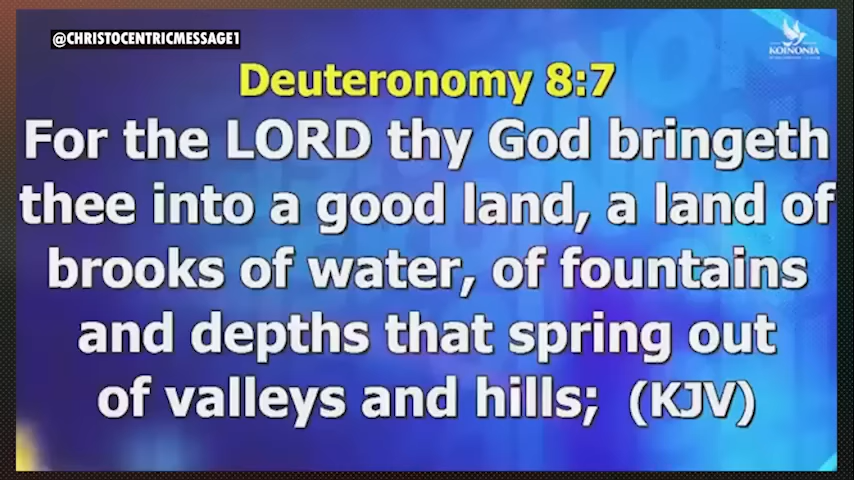 @CHRISTOCENTRICMESSAGE1
KOINONIA
Deuteronomy 8:7
For the LORD thy God bringeth
thee into a good land, a land of
brooks of water, of fountains
and depths that spring out
of valleys and hills; (KJV)